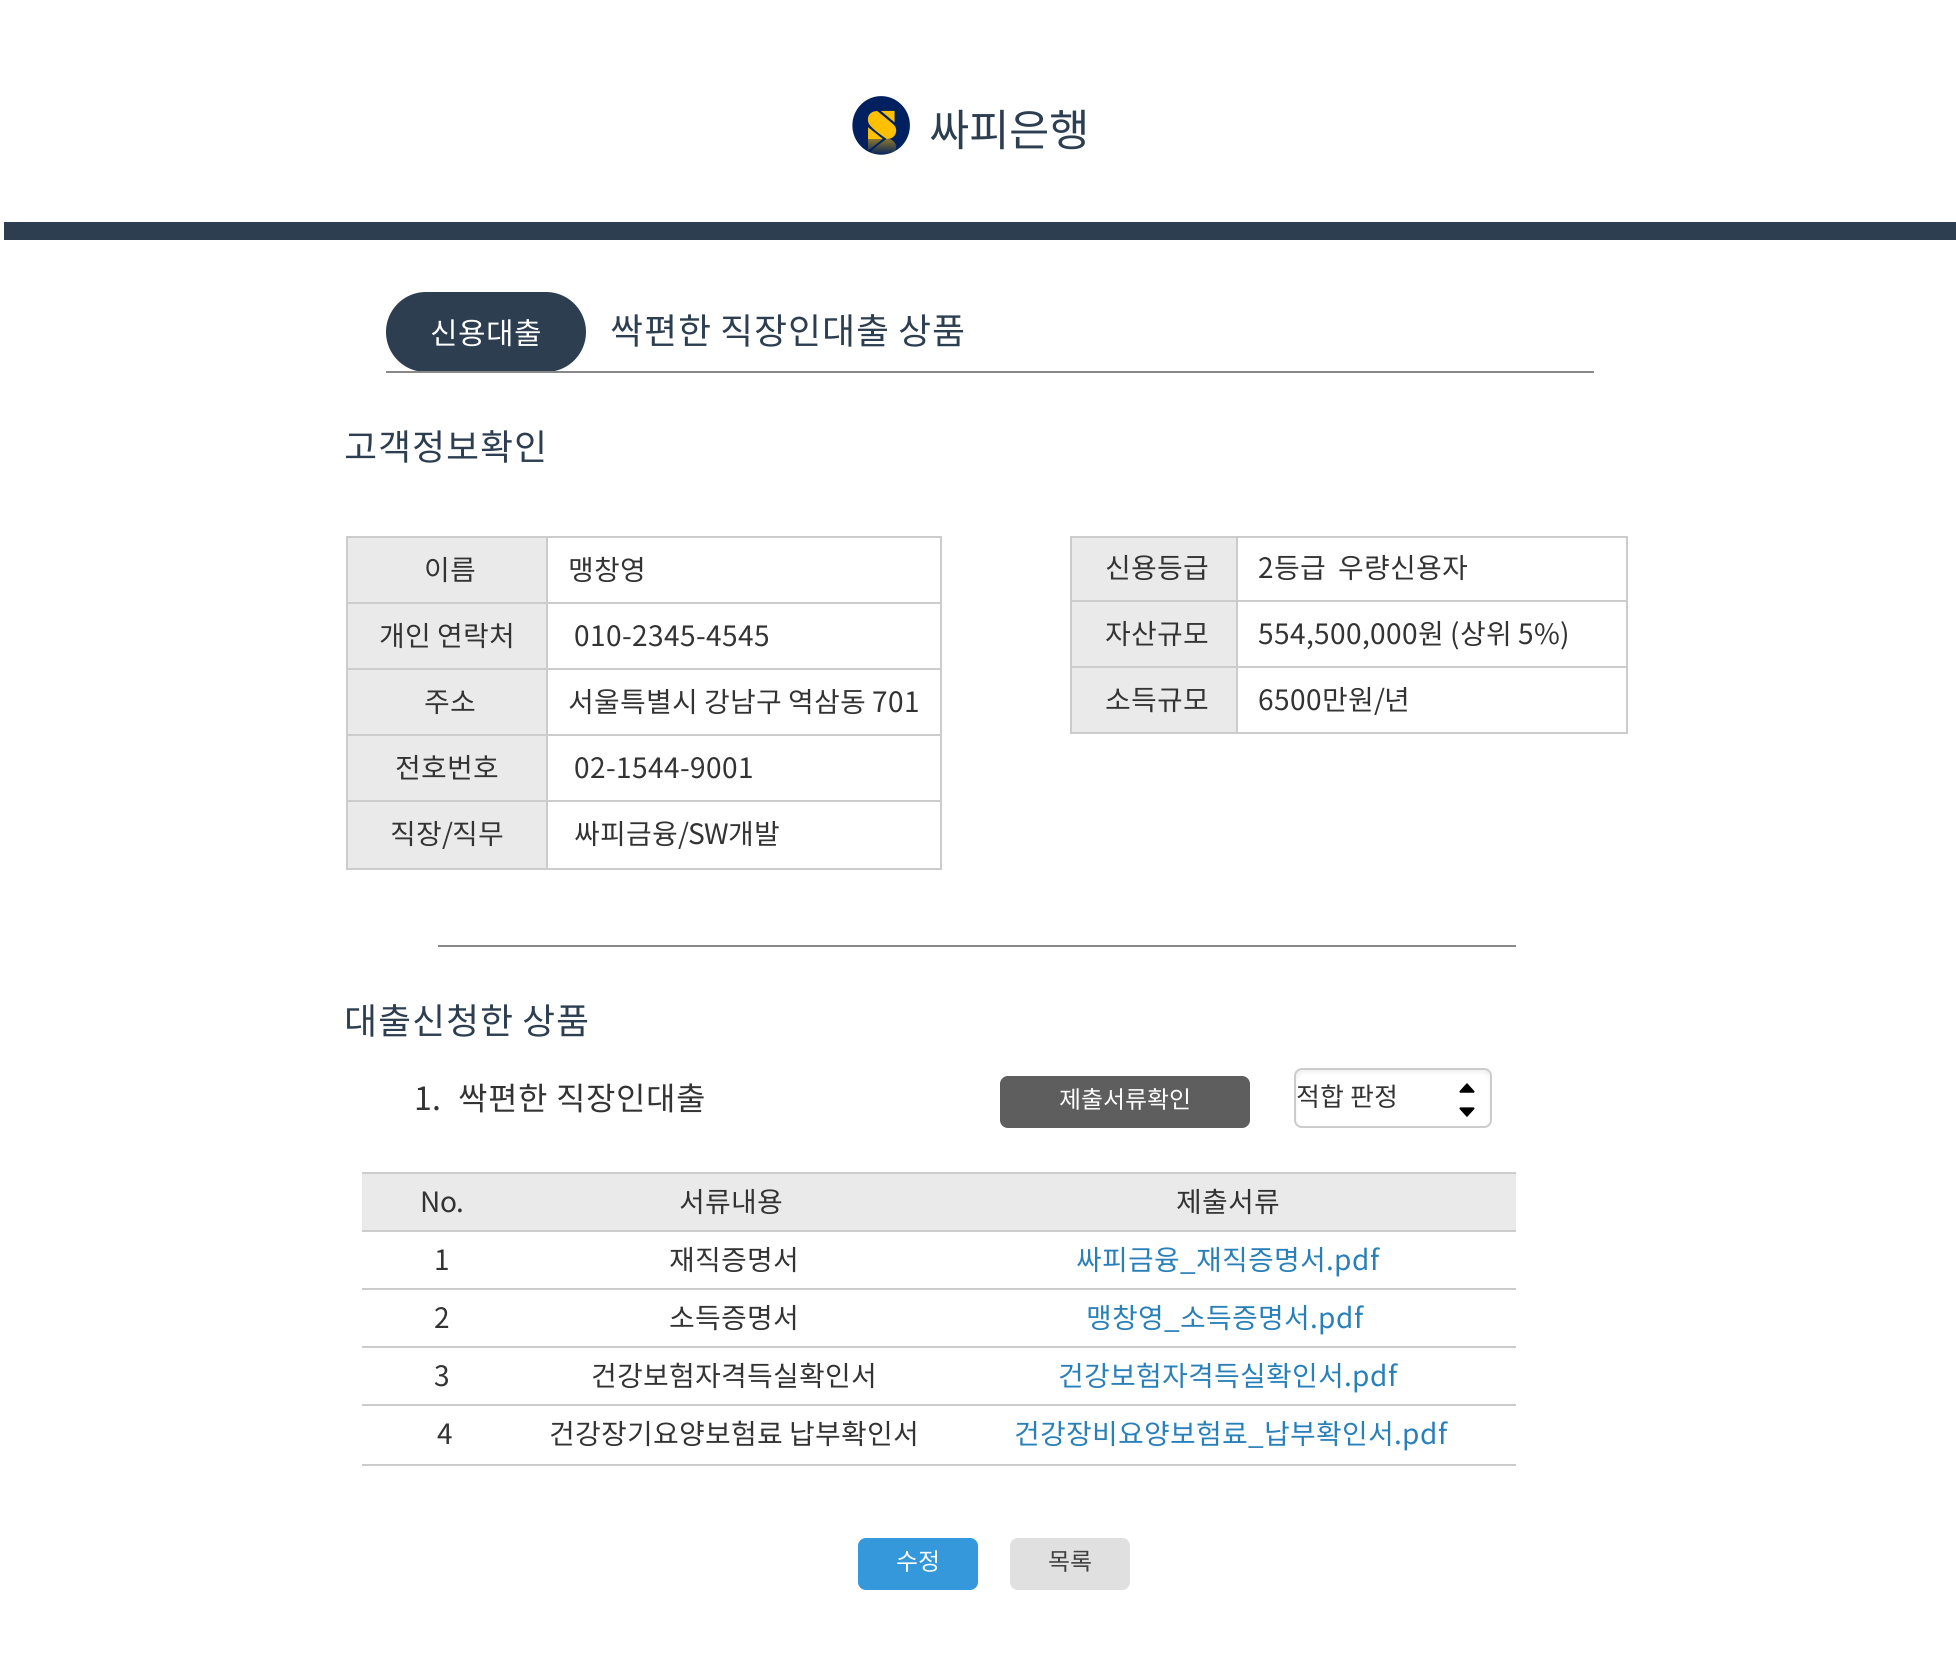 싸피은행
신용대출 싹편한 직장인대출 상품
고객정보확인
이름 맹창영
개인 연락처 010-2345-4545
주소 서울특별시 강남구 역삼동 701
전호번호 02-1544-9001
직장/직무 싸피금융/SW개발
신용등급 2등급 우량신용자
자산규모 554,500,000원 (상위 5%)
소득규모 6500만원/년
대출신청한 상품
1. 싹편한 직장인대출 제출서류확인 적합 판정
No. 서류내용 제출서류
1 재직증명서 싸피금융_재직증명서.pdf
2 소득증명서 맹창영_소득증명서.pdf
3 건강보험자격득실확인서 건강보험자격득실확인서.pdf
4 건강장기요양보험료 납부확인서 건강장비요양보험료_납부확인서.pdf
수정 목록